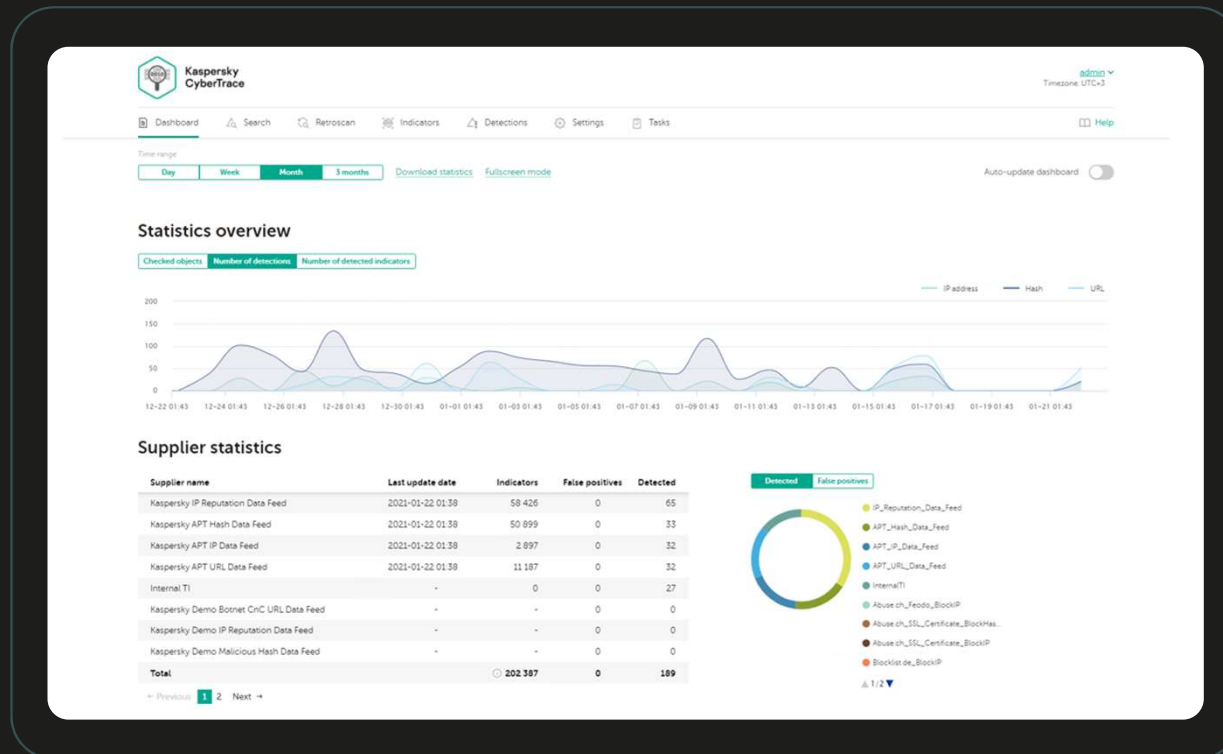 Kaspersky
CyberTrace
admin
Timezone: UTC+3
Dashboard Search Retroscan Indicators Detections Settings Tasks Help
Time range
Day Week Month 3 months Download statistics Fullscreen mode Auto-update dashboard
Statistics overview
Checked objects Number of detections Number of detected indicators
IP address Hash URL
200
150
100
50
0
12-22 01:43 12-24 01:43 12-26 01:43 12-28 01:43 12-30 01:43 01-01 01:43 01-03 01:43 01-05 01:43 01-07 01:43 01-09 01:43 01-11 01:43 01-13 01:43 01-15 01:43 01-17 01:43 01-19 01:43 01-21 01:43
Supplier statistics
Supplier name Last update date Indicators False positives Detected
Kaspersky IP Reputation Data Feed 2021-01-22 01:38 58 426 0 65
Kaspersky APT Hash Data Feed 2021-01-22 01:38 50 899 0 33
Kaspersky APT IP Data Feed 2021-01-22 01:38 2 897 0 32
Kaspersky APT URL Data Feed 2021-01-22 01:38 11 187 0 32
Internal TI - 0 0 27
Kaspersky Demo Botnet CnC URL Data Feed - - 0 0
Kaspersky Demo IP Reputation Data Feed - - 0 0
Kaspersky Demo Malicious Hash Data Feed - - 0 0
Total 202 387 0 189
← Previous 1 2 Next →
Detected False positives
IP_Reputation_Data_Feed
APT_Hash_Data_Feed
APT_IP_Data_Feed
APT_URL_Data_Feed
InternalTI
Abuse.ch_Feodo_BlockIP
Abuse.ch_SSL_Certificate_BlockHas...
Abuse.ch_SSL_Certificate_BlockIP
Blocklist.de_BlockIP
▲ 1/2 ▼